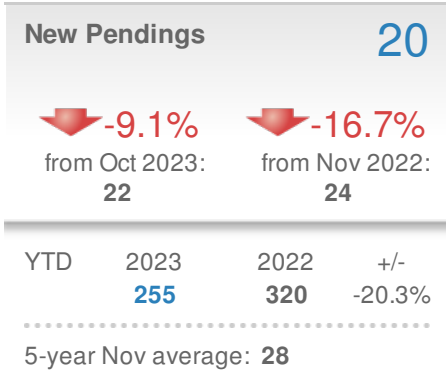 New Pendings 20
-9.1% -16.7%
from Oct 2023: from Nov 2022:
22 24
YTD 2023 2022 +/-
255 320 -20.3%
5-year Nov average: 28